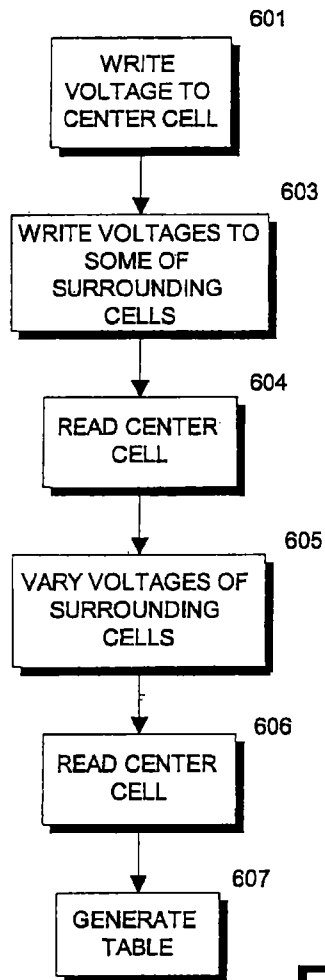 601
WRITE
VOLTAGE TO
CENTER CELL
603
WRITE VOLTAGES TO
SOME OF
SURROUNDING
CELLS
604
READ CENTER
CELL
605
VARY VOLTAGES OF
SURROUNDING
CELLS
606
READ CENTER
CELL
607
GENERATE
TABLE